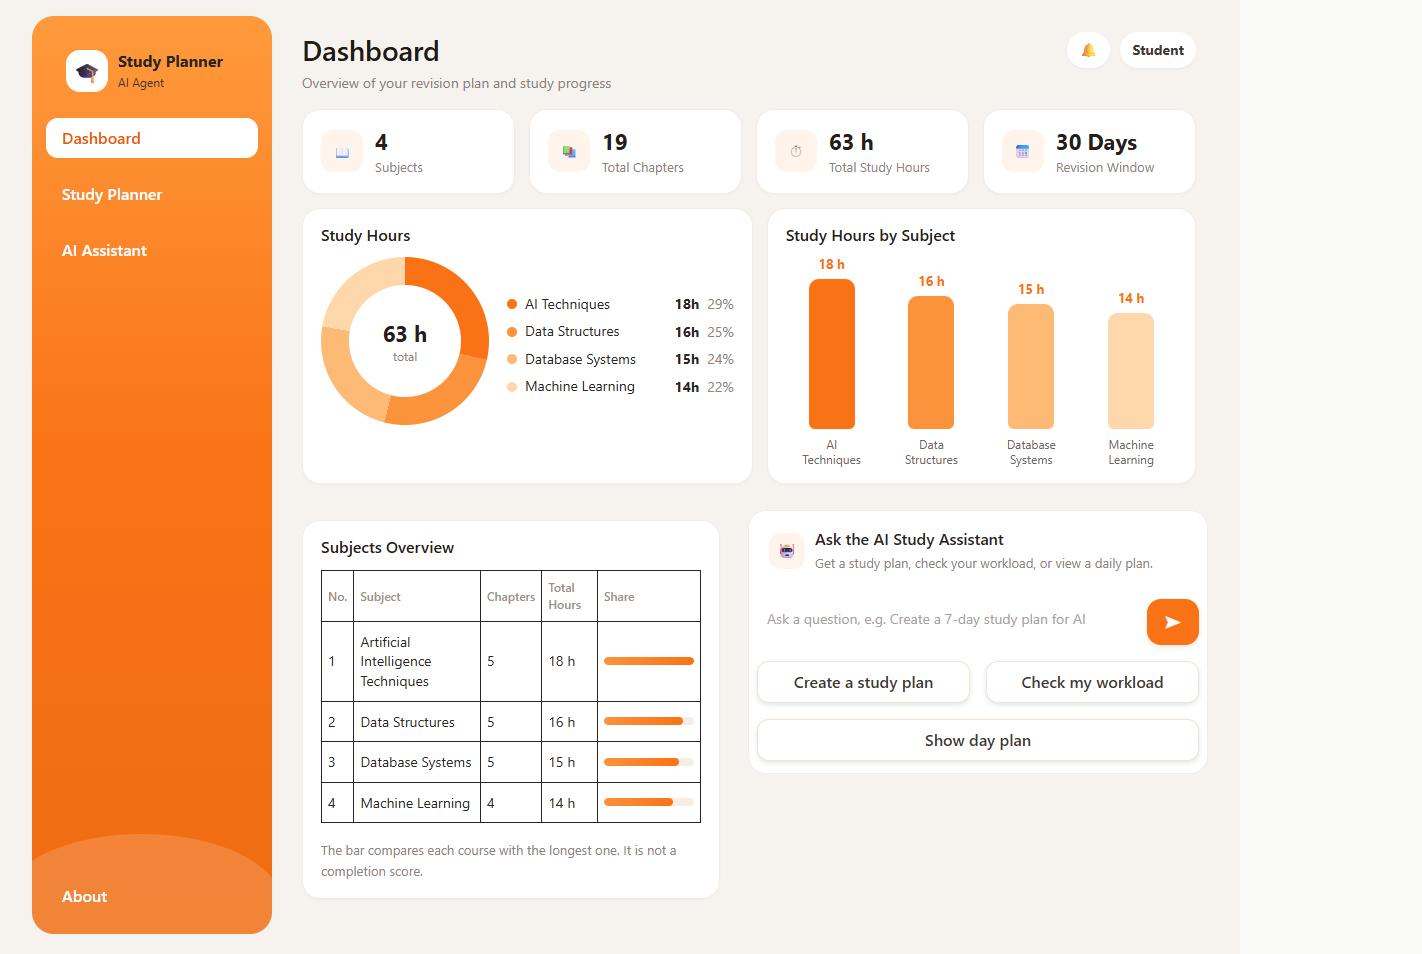 Study Planner
AI Agent
Dashboard
Study Planner
AI Assistant
About
Dashboard
Overview of your revision plan and study progress
Student
4
Subjects
19
Total Chapters
63 h
Total Study Hours
30 Days
Revision Window
Study Hours
63 h
total
AI Techniques 18h 29%
Data Structures 16h 25%
Database Systems 15h 24%
Machine Learning 14h 22%
Study Hours by Subject
18 h
16 h
15 h
14 h
AI
Techniques
Data
Structures
Database
Systems
Machine
Learning
Subjects Overview
No. Subject Chapters Total Hours Share
1 Artificial Intelligence Techniques 5 18 h
2 Data Structures 5 16 h
3 Database Systems 5 15 h
4 Machine Learning 4 14 h
The bar compares each course with the longest one. It is not a
completion score.
Ask the AI Study Assistant
Get a study plan, check your workload, or view a daily plan.
Ask a question, e.g. Create a 7-day study plan for AI
Create a study plan
Check my workload
Show day plan